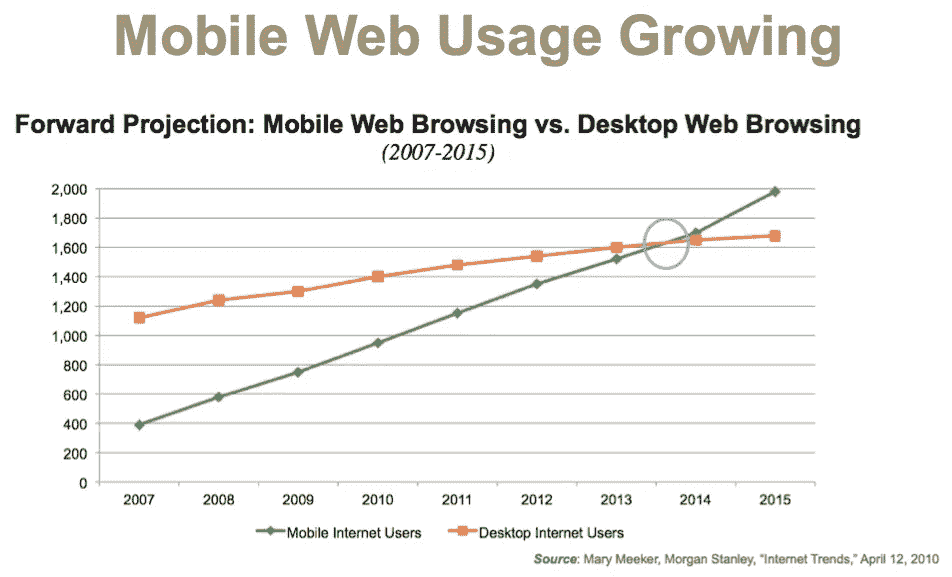 Mobile Web Usage Growing
Forward Projection: Mobile Web Browsing vs. Desktop Web Browsing
(2007-2015)
2,000
1,800
1,600
1,400
1,200
1,000
800
600
400
200
0
2007 2008 2009 2010 2011 2012 2013 2014 2015
Mobile Internet Users Desktop Internet Users
Source: Mary Meeker, Morgan Stanley, “Internet Trends,” April 12, 2010